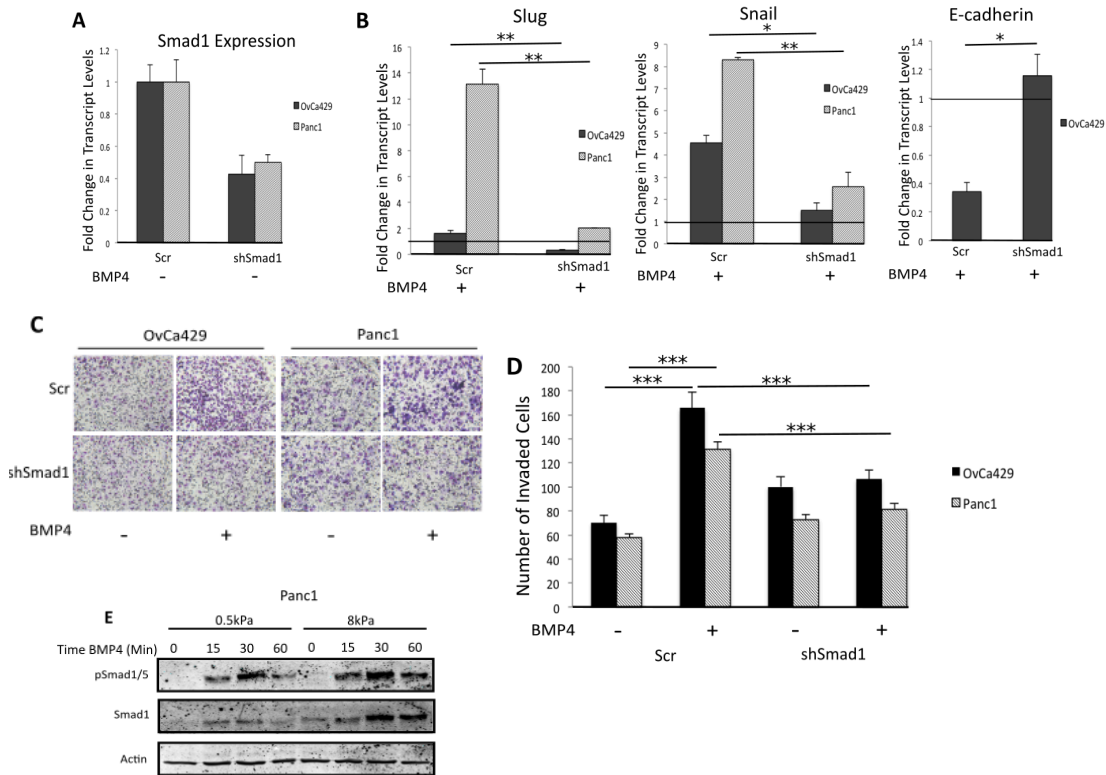 A
Smad1 Expression
Fold Change in Transcript Levels
1.2
1
0.8
0.6
0.4
0.2
0
OvCa429
Panc1
Scr
shSmad1
BMP4
-
-
B
Slug
**
**
Fold Change in Transcript Levels
16
14
12
10
8
6
4
2
0
OvCa429
Panc1
Scr
shSmad1
BMP4
+
+
Snail
*
**
Fold Change in Transcript Levels
9
8
7
6
5
4
3
2
1
0
OvCa429
Panc1
Scr
shSmad1
BMP4
+
+
E-cadherin
*
Fold Change in Transcript Levels
1.4
1.2
1
0.8
0.6
0.4
0.2
0
OvCa429
Scr
shSmad1
BMP4
+
+
C
OvCa429
Panc1
Scr
shSmad1
BMP4
-
+
-
+
D
***
***
***
***
Number of Invaded Cells
200
180
160
140
120
100
80
60
40
20
0
OvCa429
Panc1
BMP4
-
+
-
+
Scr
shSmad1
Panc1
E
0.5kPa
8kPa
Time BMP4 (Min)
0
15
30
60
0
15
30
60
pSmad1/5
Smad1
Actin